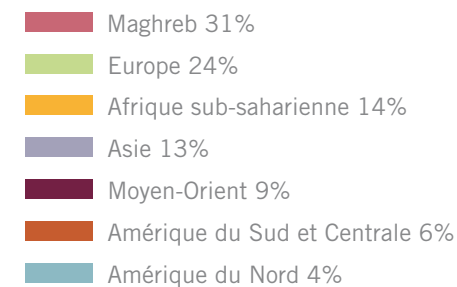 Maghreb 31%
Europe 24%
Afrique sub-saharienne 14%
Asie 13%
Moyen-Orient 9%
Amérique du Sud et Centrale 6%
Amérique du Nord 4%